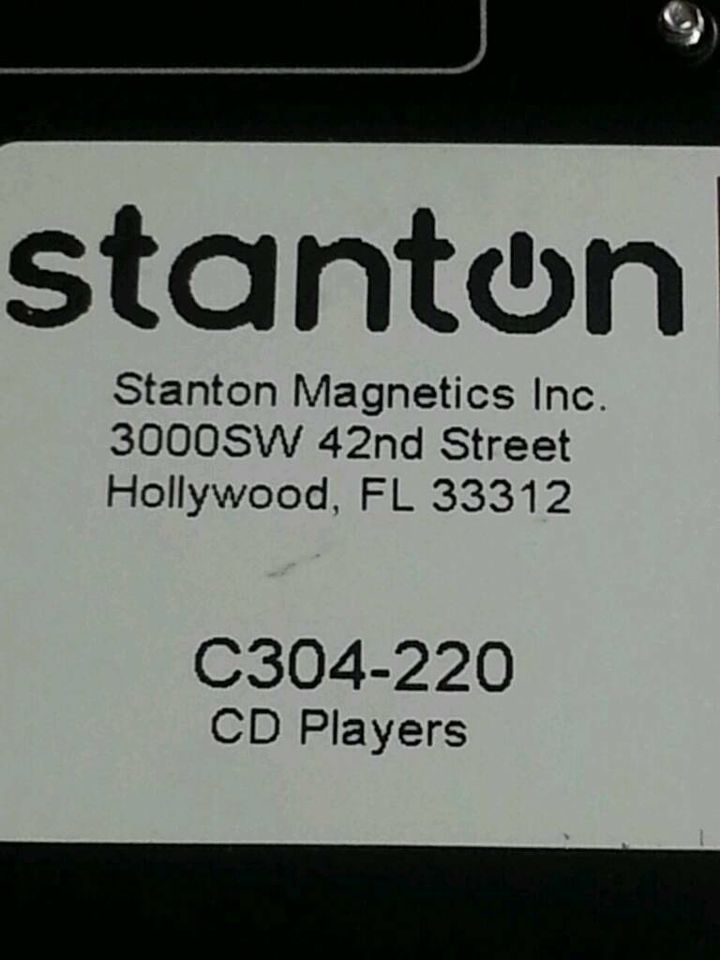 stanton
Stanton Magnetics Inc.
3000SW 42nd Street
Hollywood, FL 33312
C304-220
CD Players